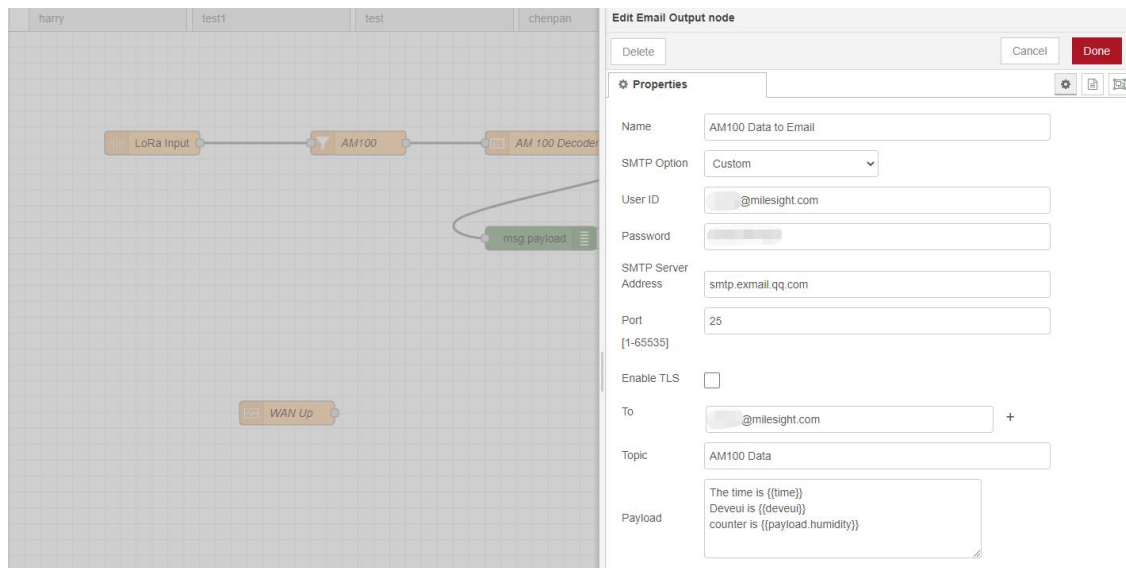 harry
test1
test
chenpan
LoRa Input
AM100
AM 100 Decoder
msg.payload
WAN Up
Edit Email Output node
Delete
Cancel
Done
Properties
Name
AM100 Data to Email
SMTP Option
Custom
User ID
@milesight.com
Password
SMTP Server
Address
smtp.exmail.qq.com
Port
25
[1-65535]
Enable TLS
To
@milesight.com
+
Topic
AM100 Data
Payload
The time is {{time}}
Deveui is {{deveui}}
counter is {{payload.humidity}}